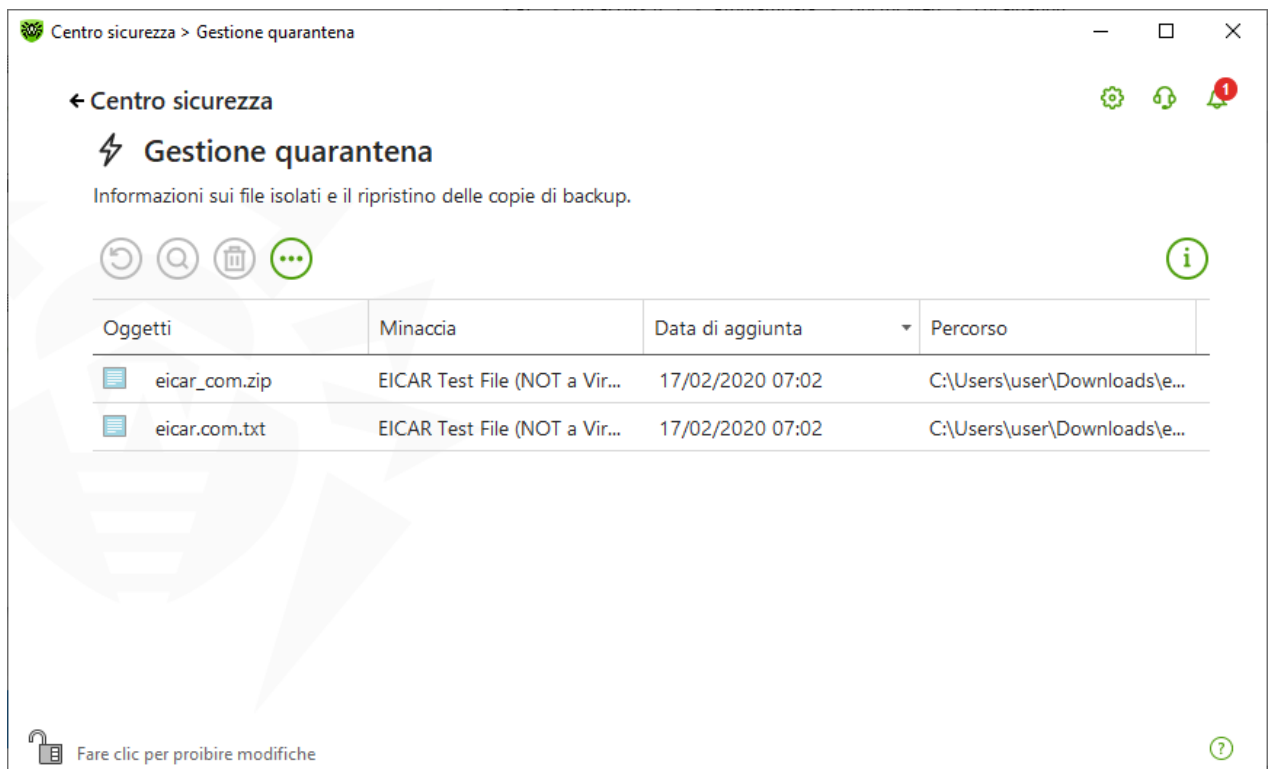 Centro sicurezza > Gestione quarantena
Centro sicurezza
1
Gestione quarantena
Informazioni sui file isolati e il ripristino delle copie di backup.
Oggetti Minaccia Data di aggiunta Percorso
eicar_com.zip EICAR Test File (NOT a Vir... 17/02/2020 07:02 C:\Users\user\Downloads\e...
eicar.com.txt EICAR Test File (NOT a Vir... 17/02/2020 07:02 C:\Users\user\Downloads\e...
Fare clic per proibire modifiche